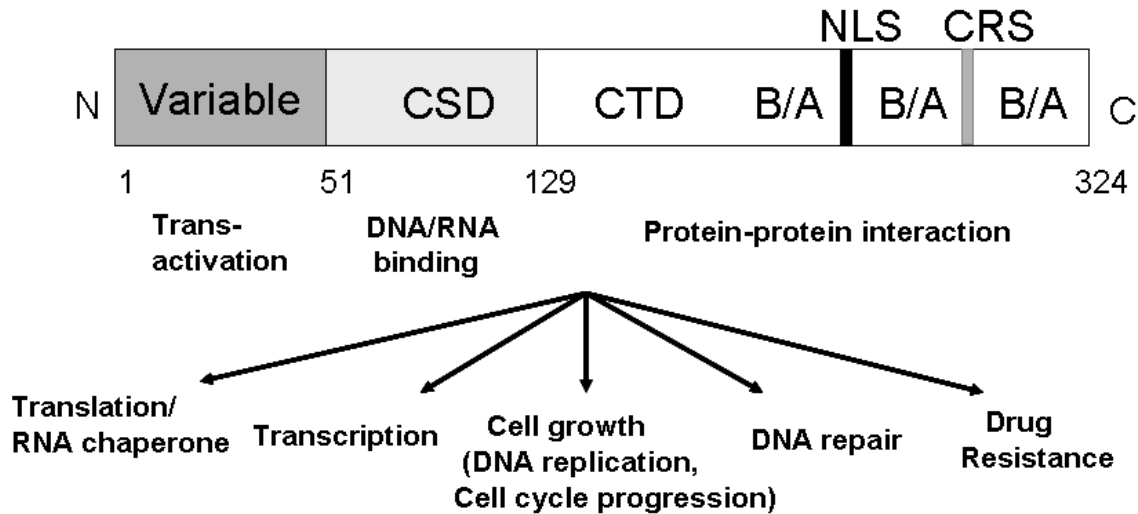 NLS CRS
N Variable CSD CTD B/A B/A B/A C
1 51 129 324
Trans-
activation
DNA/RNA
binding
Protein-protein interaction
Translation/
RNA chaperone
Transcription
Cell growth
(DNA replication,
Cell cycle progression)
DNA repair
Drug
Resistance